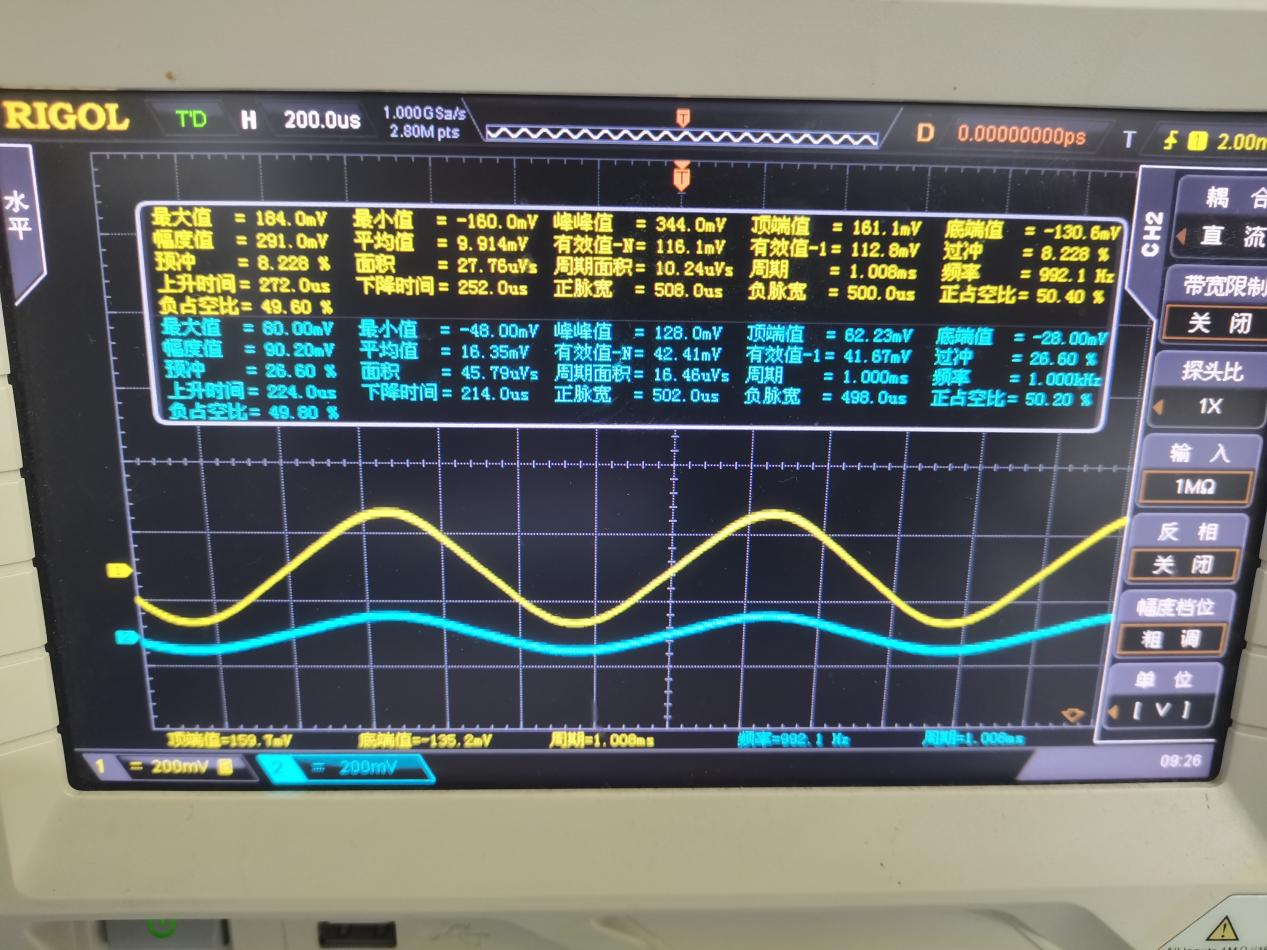 RIGOL T'D H 200.0us 1.000GSa/s 2.80M pts D 0.00000000ps T 1 2.00m
水平
T
最大值 = 184.0mV 最小值 = -160.0mV 峰峰值 = 344.0mV 顶端值 = 161.1mV 底端值 = -130.6mV
幅度值 = 291.0mV 平均值 = 9.914mV 有效值-N= 116.1mV 有效值-1= 112.8mV 过冲 = 8.228 %
预冲 = 8.228 % 面积 = 27.76uVs 周期面积= 10.24uVs 周期 = 1.008ms 频率 = 992.1 Hz
上升时间= 272.0us 下降时间= 252.0us 正脉宽 = 508.0us 负脉宽 = 500.0us 正占空比= 50.40 %
负占空比= 49.60 %
最大值 = 80.00mV 最小值 = -48.00mV 峰峰值 = 128.0mV 顶端值 = 62.23mV 底端值 = -28.00mV
幅度值 = 90.20mV 平均值 = 16.35mV 有效值-N= 42.41mV 有效值-1= 41.67mV 过冲 = 26.60 %
预冲 = 26.60 % 面积 = 45.79uVs 周期面积= 16.46uVs 周期 = 1.000ms 频率 = 1.000kHz
上升时间= 224.0us 下降时间= 214.0us 正脉宽 = 502.0us 负脉宽 = 498.0us 正占空比= 50.20 %
负占空比= 49.80 %
CH2
耦 合
直 流
带宽限制
关 闭
探头比
1X
输 入
1MΩ
反 相
关 闭
幅度档位
粗 调
单 位
[ V ]
1
2
顶端值=159.7mV 底端值=-135.2mV 周期=1.008ms 频率=992.1 Hz 周期=1.008ms
1 = 200mV 2 = 200mV 09:26